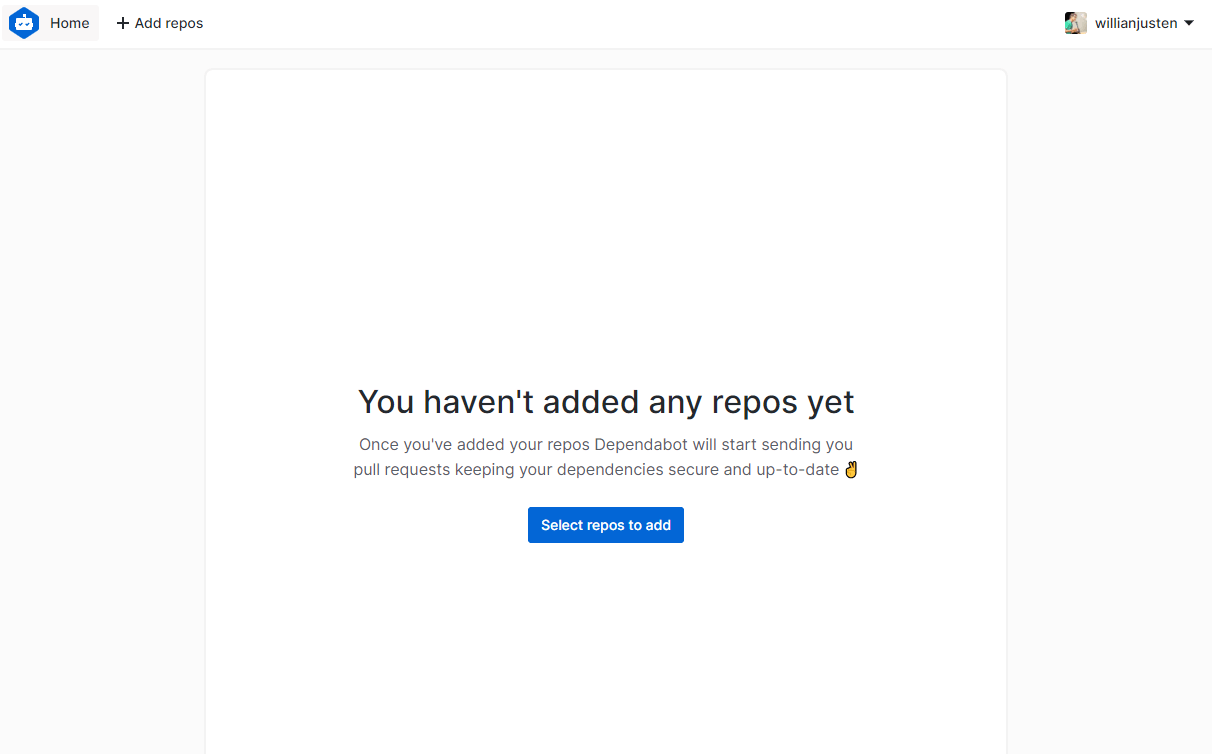 Home
Add repos
willianjusten
You haven't added any repos yet
Once you've added your repos Dependabot will start sending you
pull requests keeping your dependencies secure and up-to-date ✌
Select repos to add